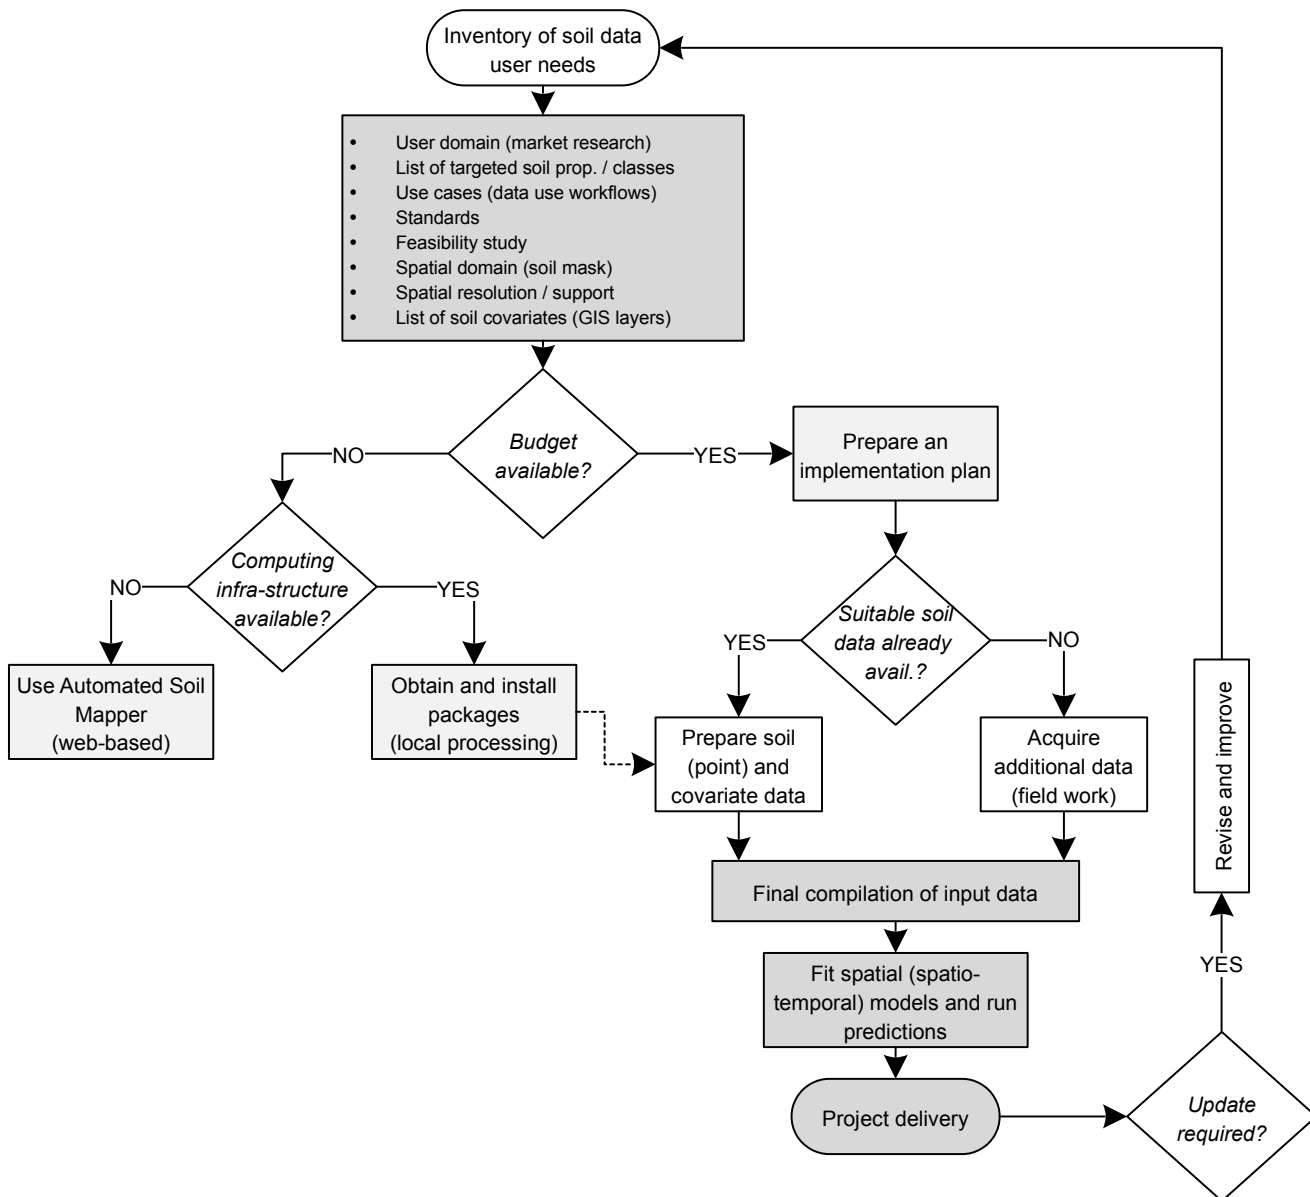 Inventory of soil data
user needs
• User domain (market research)
• List of targeted soil prop. / classes
• Use cases (data use workflows)
• Standards
• Feasibility study
• Spatial domain (soil mask)
• Spatial resolution / support
• List of soil covariates (GIS layers)
Budget
available?
NO
YES
Prepare an
implementation plan
Computing
infra-structure
available?
NO
YES
Suitable soil
data already
avail.?
YES
NO
Use Automated Soil
Mapper
(web-based)
Obtain and install
packages
(local processing)
Prepare soil
(point) and
covariate data
Acquire
additional data
(field work)
Revise and improve
Final compilation of input data
Fit spatial (spatio-
temporal) models and run
predictions
YES
Project delivery
Update
required?